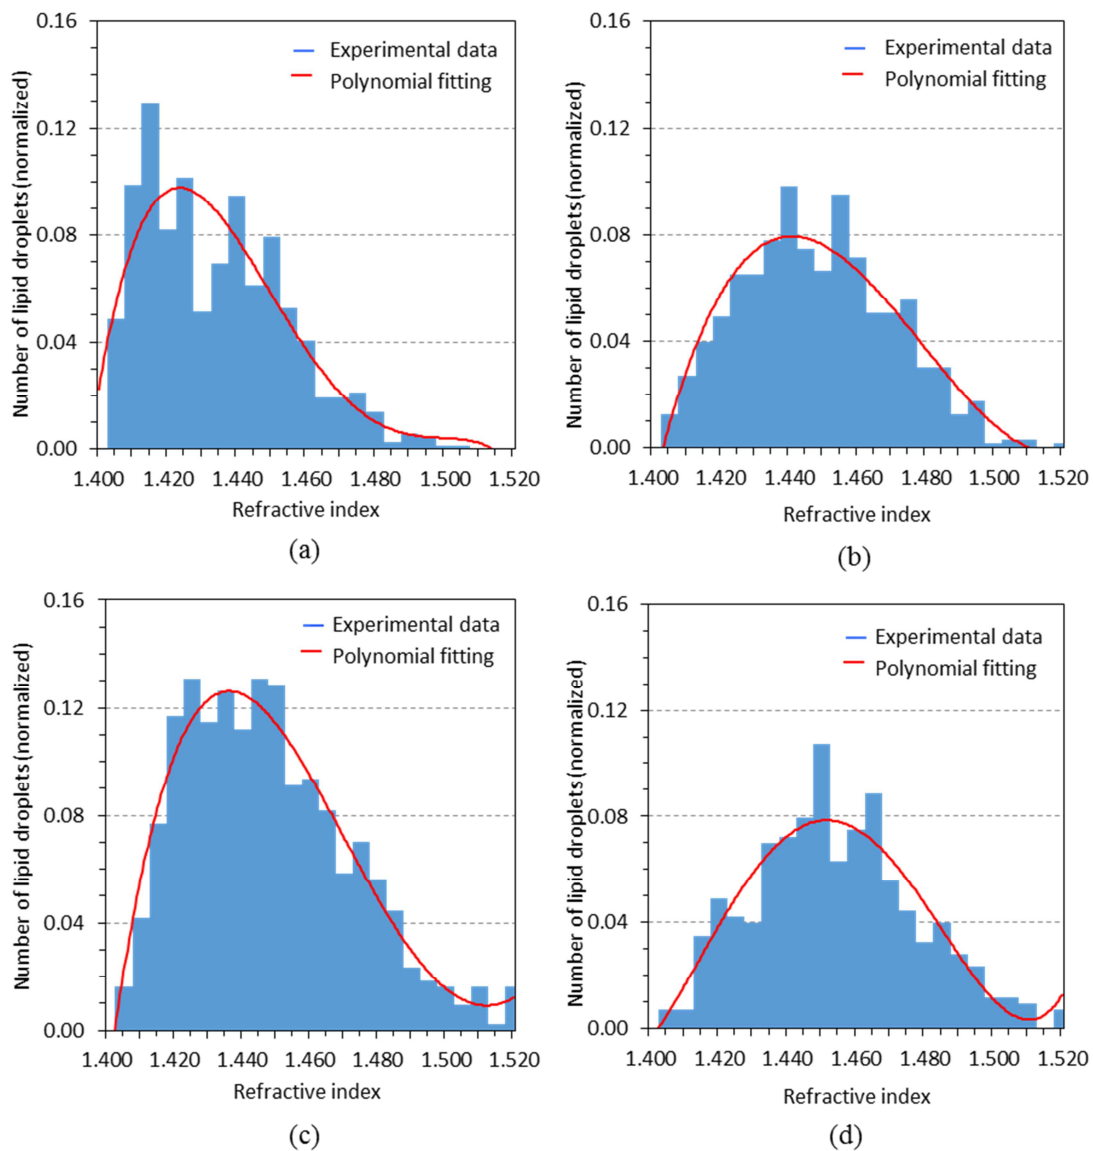 0.16
0.12
0.08
0.04
0.00
Number of lipid droplets (normalized)
Experimental data
Polynomial fitting
1.400 1.420 1.440 1.460 1.480 1.500 1.520
Refractive index
(a)
0.16
0.12
0.08
0.04
0.00
Number of lipid droplets (normalized)
Experimental data
Polynomial fitting
1.400 1.420 1.440 1.460 1.480 1.500 1.520
Refractive index
(b)
0.16
0.12
0.08
0.04
0.00
Number of lipid droplets (normalized)
Experimental data
Polynomial fitting
1.400 1.420 1.440 1.460 1.480 1.500 1.520
Refractive index
(c)
0.16
0.12
0.08
0.04
0.00
Number of lipid droplets (normalized)
Experimental data
Polynomial fitting
1.400 1.420 1.440 1.460 1.480 1.500 1.520
Refractive index
(d)